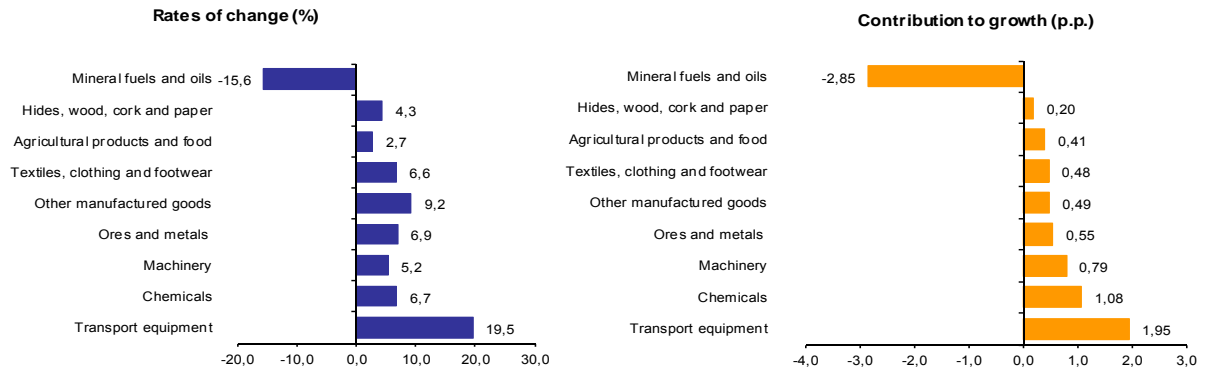 Rates of change (%)
Mineral fuels and oils -15,6
Hides, wood, cork and paper 4,3
Agricultural products and food 2,7
Textiles, clothing and footwear 6,6
Other manufactured goods 9,2
Ores and metals 6,9
Machinery 5,2
Chemicals 6,7
Transport equipment 19,5
-20,0 -10,0 0,0 10,0 20,0 30,0
Contribution to growth (p.p.)
Mineral fuels and oils -2,85
Hides, wood, cork and paper 0,20
Agricultural products and food 0,41
Textiles, clothing and footwear 0,48
Other manufactured goods 0,49
Ores and metals 0,55
Machinery 0,79
Chemicals 1,08
Transport equipment 1,95
-4,0 -3,0 -2,0 -1,0 0,0 1,0 2,0 3,0